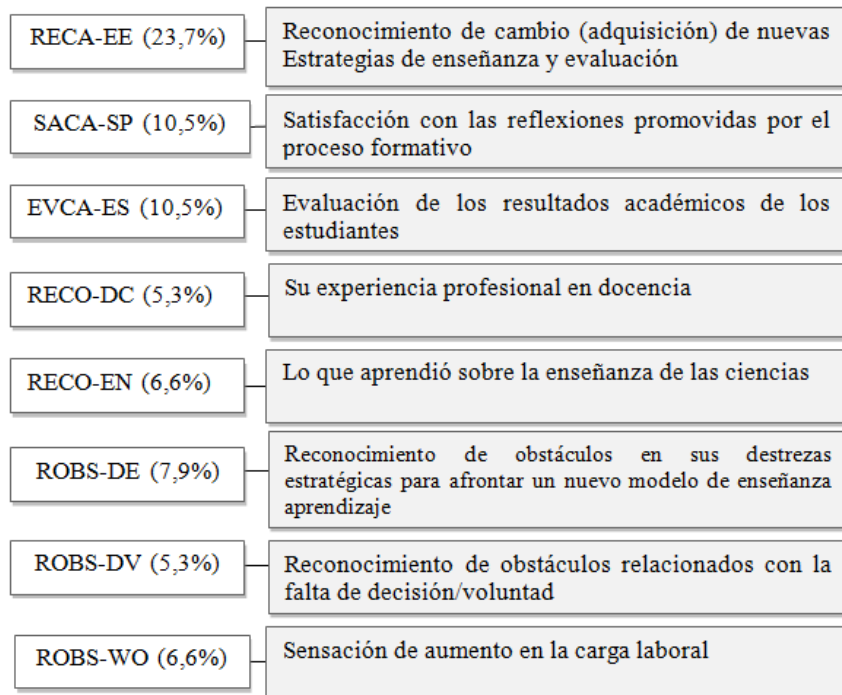 RECA-EE (23,7%)
Reconocimiento de cambio (adquisición) de nuevas
Estrategias de enseñanza y evaluación
SACA-SP (10,5%)
Satisfacción con las reflexiones promovidas por el
proceso formativo
EVCA-ES (10,5%)
Evaluación de los resultados académicos de los
estudiantes
RECO-DC (5,3%)
Su experiencia profesional en docencia
RECO-EN (6,6%)
Lo que aprendió sobre la enseñanza de las ciencias
ROBS-DE (7,9%)
Reconocimiento de obstáculos en sus destrezas
estratégicas para afrontar un nuevo modelo de enseñanza
aprendizaje
ROBS-DV (5,3%)
Reconocimiento de obstáculos relacionados con la
falta de decisión/voluntad
ROBS-WO (6,6%)
Sensación de aumento en la carga laboral